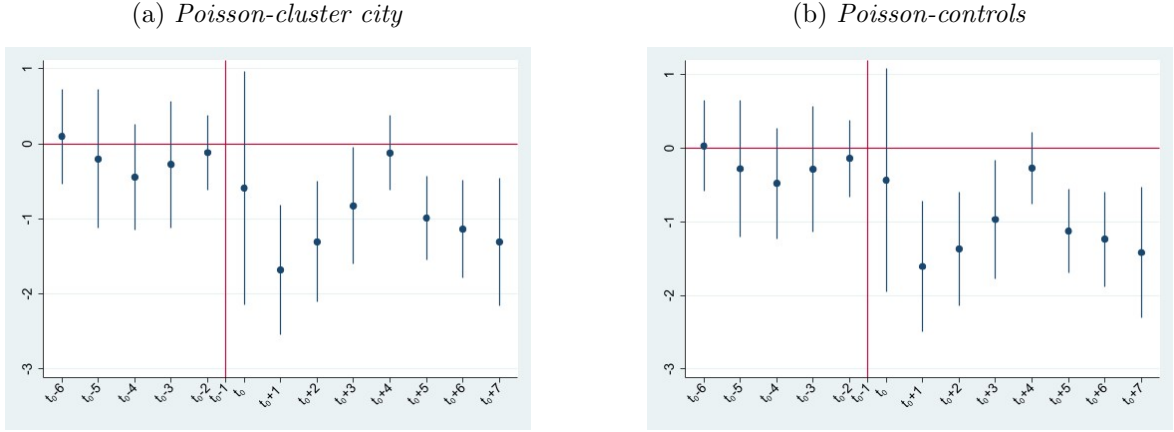 (a) Poisson-cluster city
1
0
-1
-2
-3
t₀-6 t₀-5 t₀-4 t₀-3 t₀-2 t₀-1 t₀ t₀+1 t₀+2 t₀+3 t₀+4 t₀+5 t₀+6 t₀+7
(b) Poisson-controls
1
0
-1
-2
-3
t₀-6 t₀-5 t₀-4 t₀-3 t₀-2 t₀-1 t₀ t₀+1 t₀+2 t₀+3 t₀+4 t₀+5 t₀+6 t₀+7